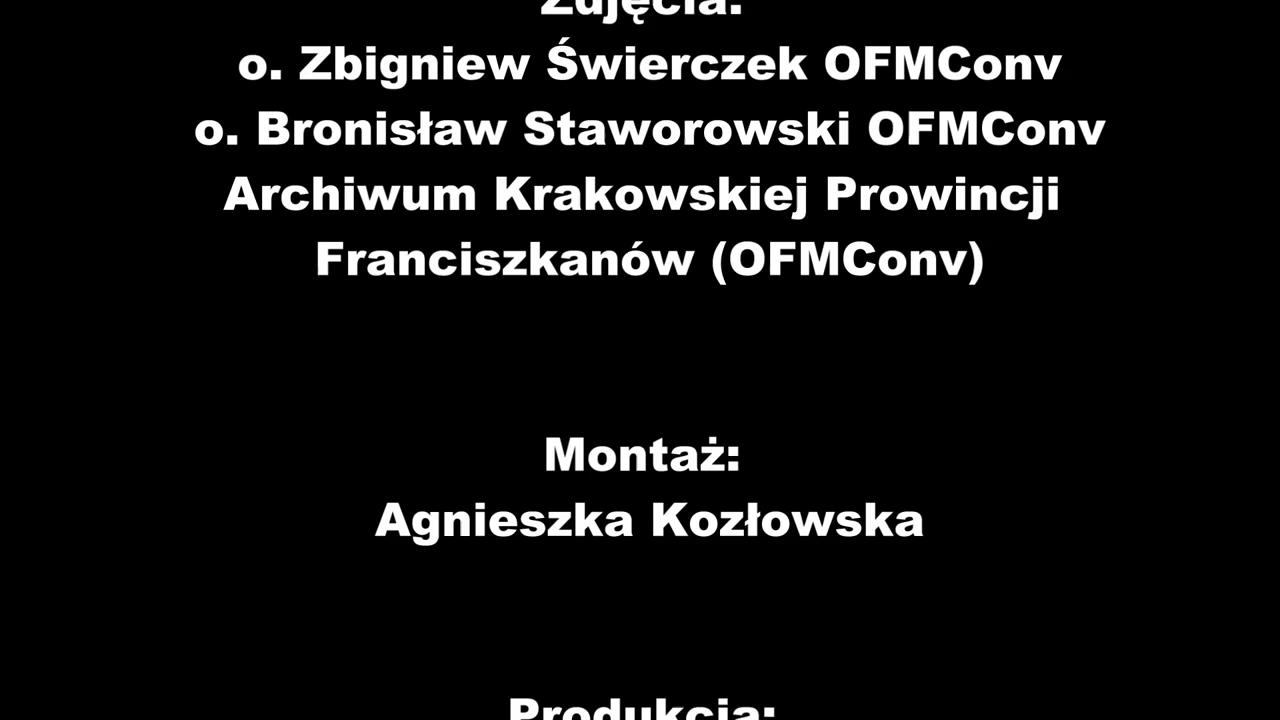 Zdjęcia:
o. Zbigniew Świerczek OFMConv
o. Bronisław Staworowski OFMConv
Archiwum Krakowskiej Prowincji
Franciszkanów (OFMConv)
Montaż:
Agnieszka Kozłowska
Produkcja: